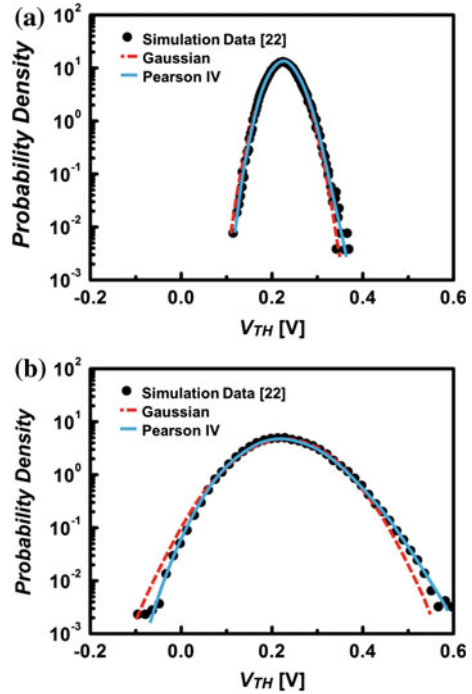 (a)
10²
10¹
10⁰
10⁻¹
10⁻²
10⁻³
Probability Density
Simulation Data [22]
Gaussian
Pearson IV
-0.2 0.0 0.2 0.4 0.6
V_TH [V]
(b)
10²
10¹
10⁰
10⁻¹
10⁻²
10⁻³
Probability Density
Simulation Data [22]
Gaussian
Pearson IV
-0.2 0.0 0.2 0.4 0.6
V_TH [V]